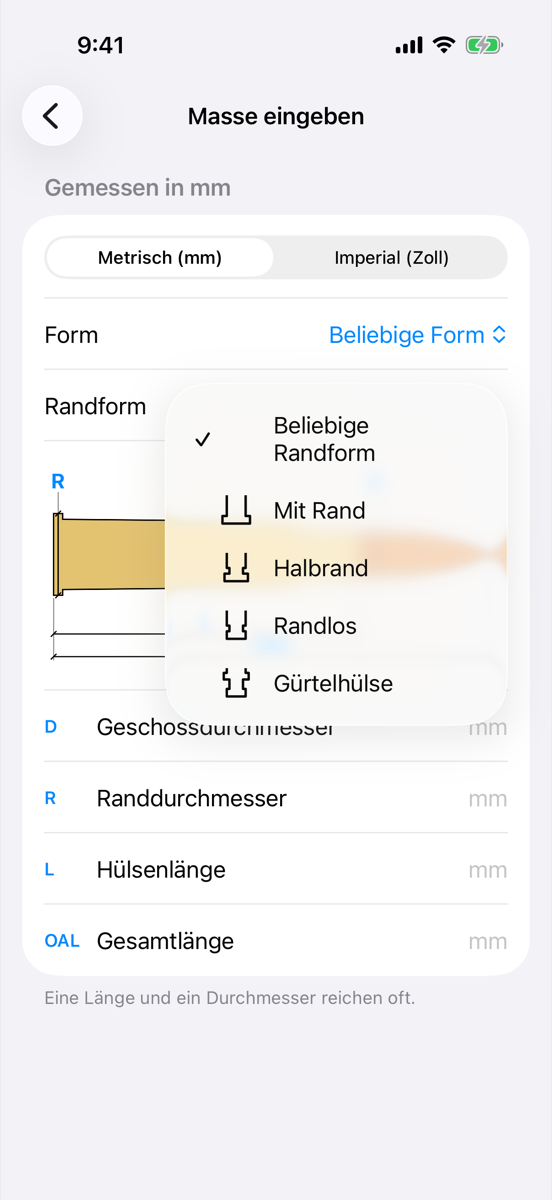 9:41
Masse eingeben
Gemessen in mm
Metrisch (mm)
Imperial (Zoll)
Form
Beliebige Form
Randform
Beliebige
Randform
Mit Rand
Halbrand
Randlos
Gürtelhülse
R
D
Geschossdurchmesser
mm
R
Randdurchmesser
mm
L
Hülsenlänge
mm
OAL
Gesamtlänge
mm
Eine Länge und ein Durchmesser reichen oft.